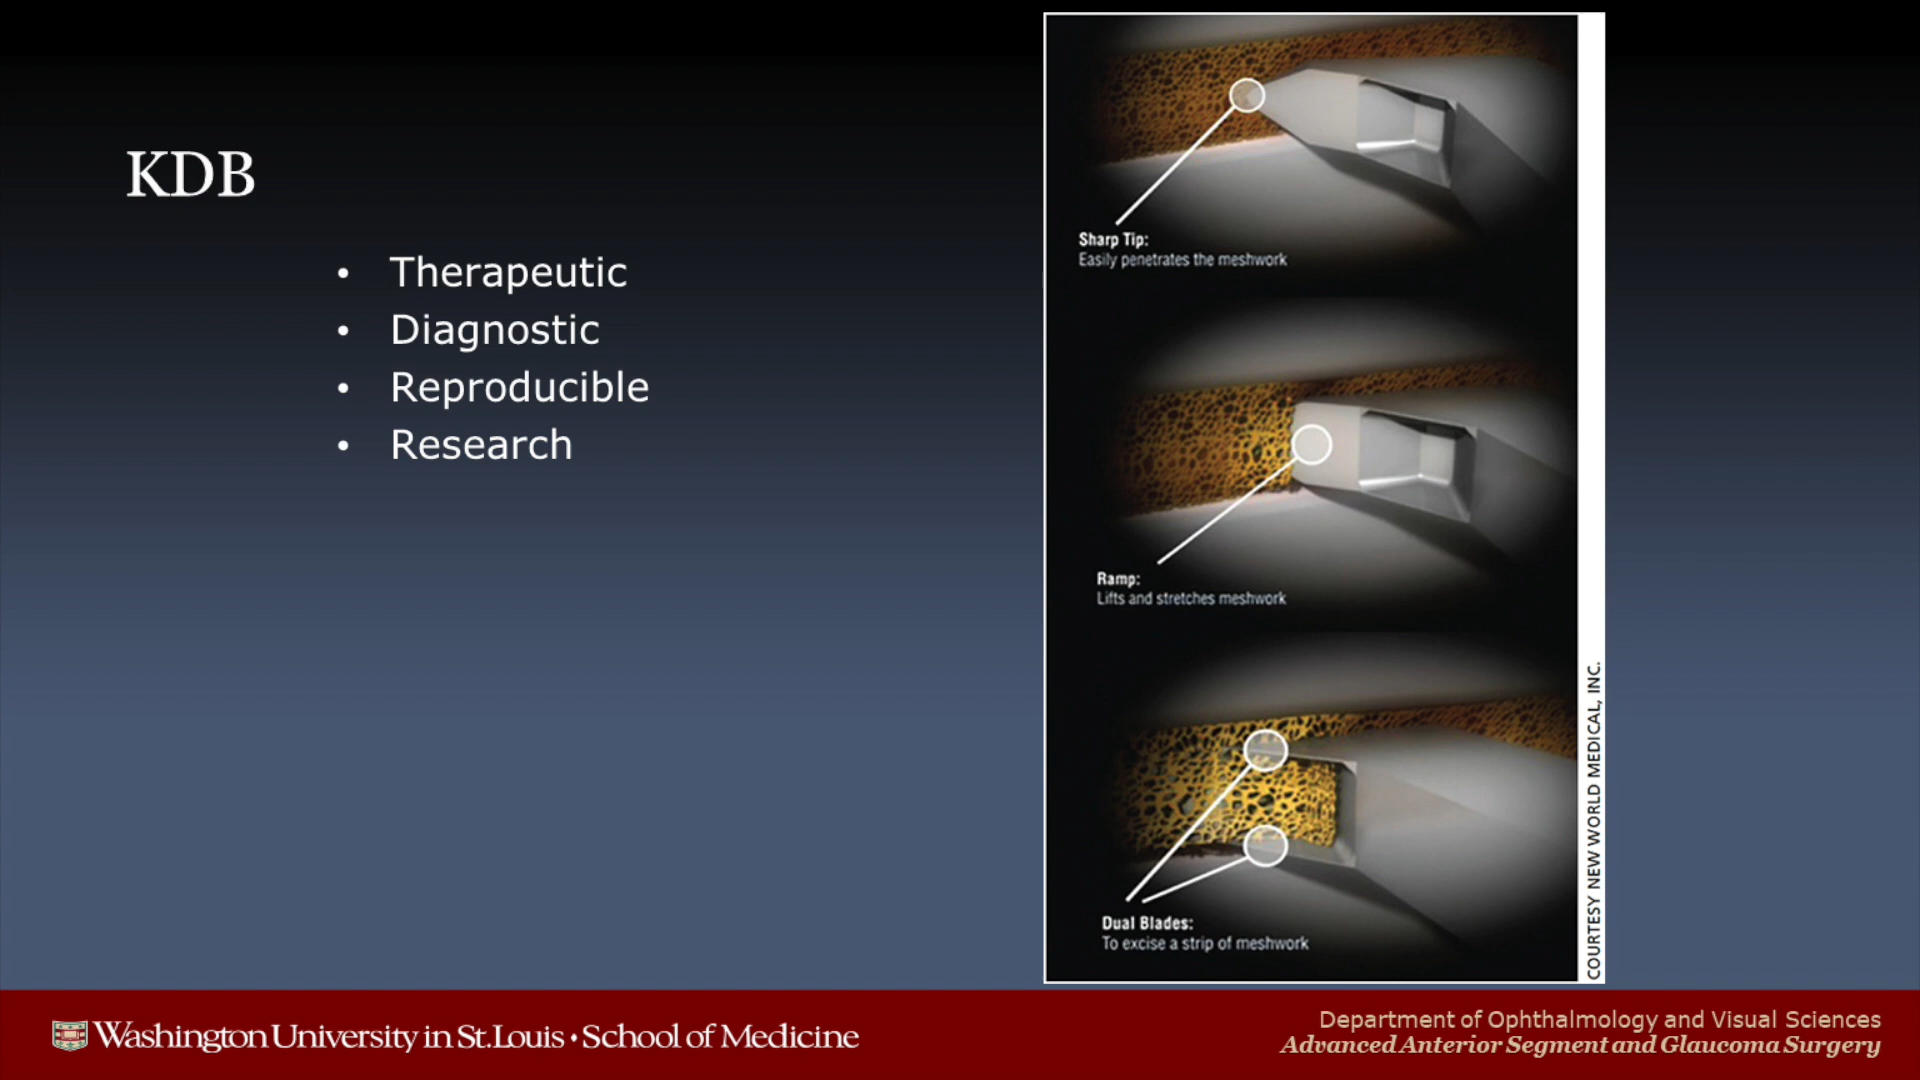 KDB
• Therapeutic
• Diagnostic
• Reproducible
• Research
Sharp Tip:
Easily penetrates the meshwork
Ramp:
Lifts and stretches meshwork
Dual Blades:
To excise a strip of meshwork
COURTESY NEW WORLD MEDICAL, INC.
Washington University in St.Louis • School of Medicine
Department of Ophthalmology and Visual Sciences
Advanced Anterior Segment and Glaucoma Surgery